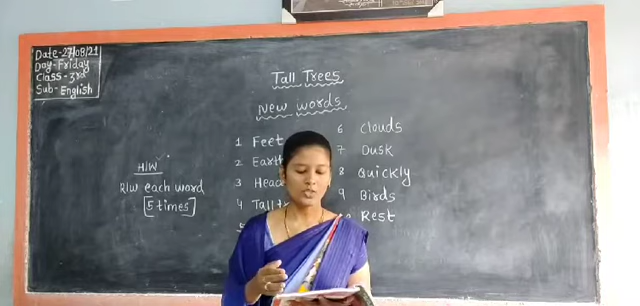 Date-27/08/21
Day-Friday
Class-3rd
Sub-English
Tall Trees
New words
H/W
R/W each word
[5 times]
1 Feet
2 Earth
3 Head
4 Tall
6 Clouds
7 Dusk
8 Quickly
9 Birds
Rest